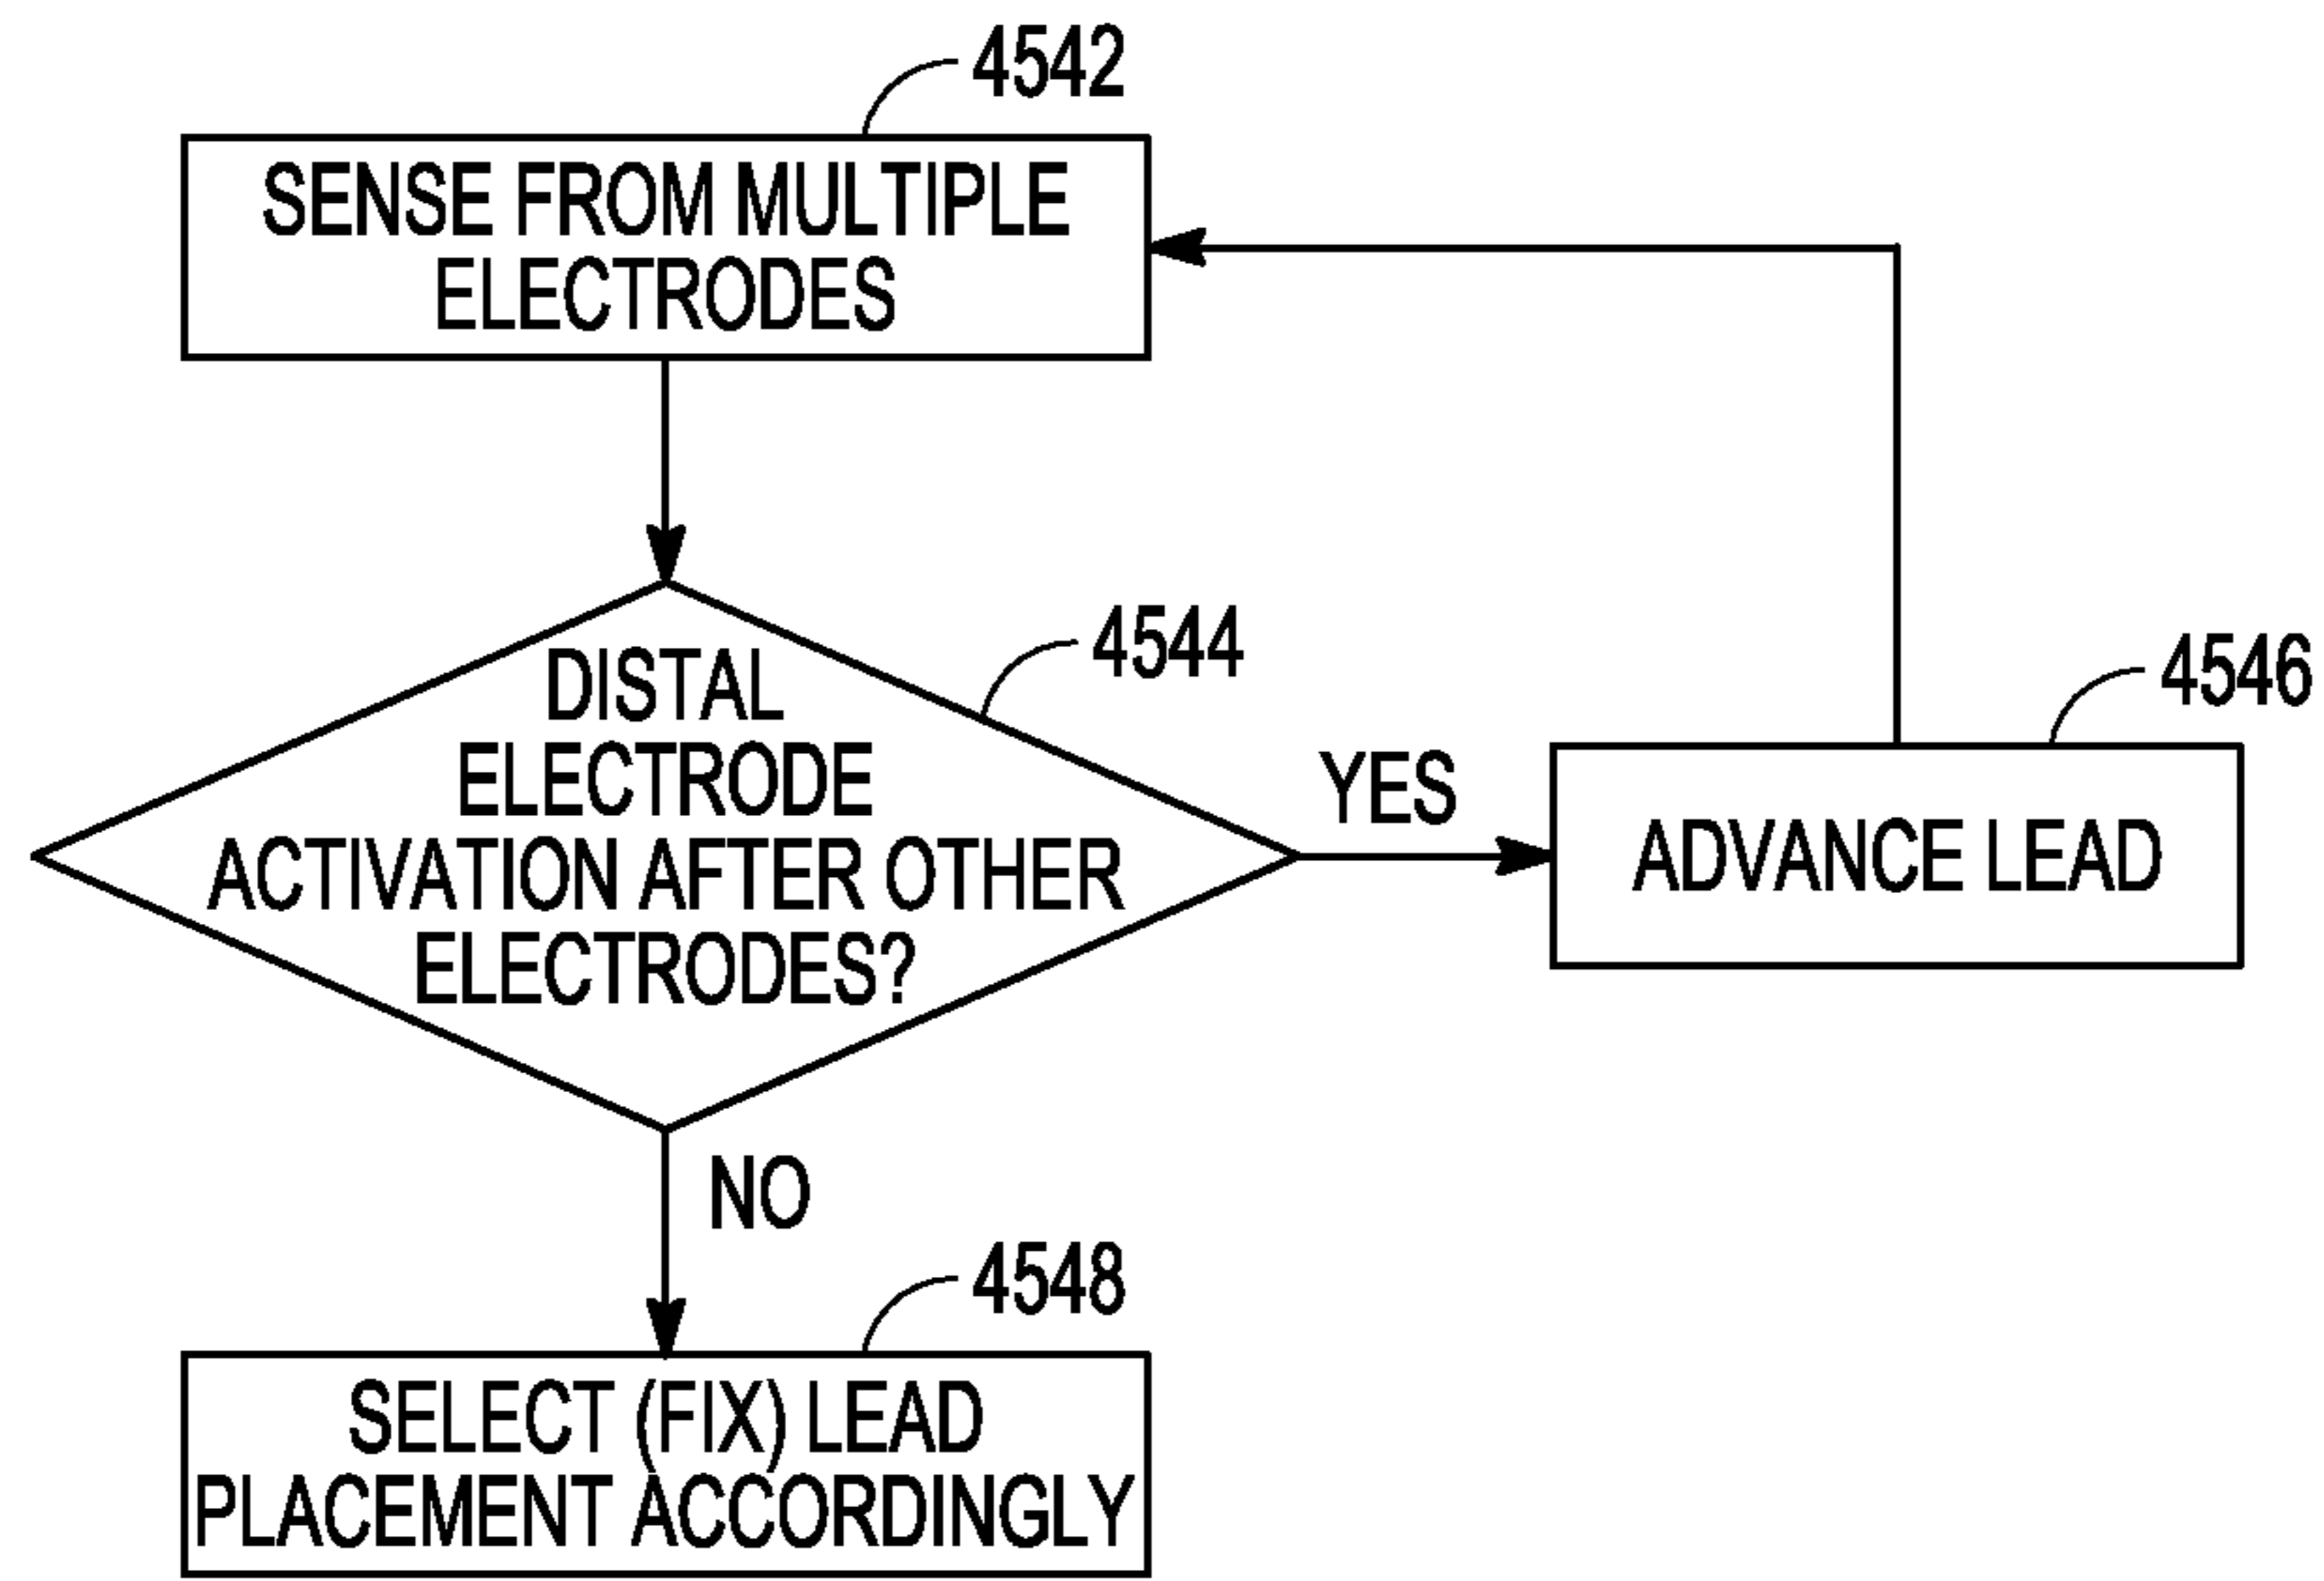 4542
SENSE FROM MULTIPLE
ELECTRODES
4544
DISTAL
ELECTRODE
ACTIVATION AFTER OTHER
ELECTRODES?
YES
4546
ADVANCE LEAD
NO
4548
SELECT (FIX) LEAD
PLACEMENT ACCORDINGLY